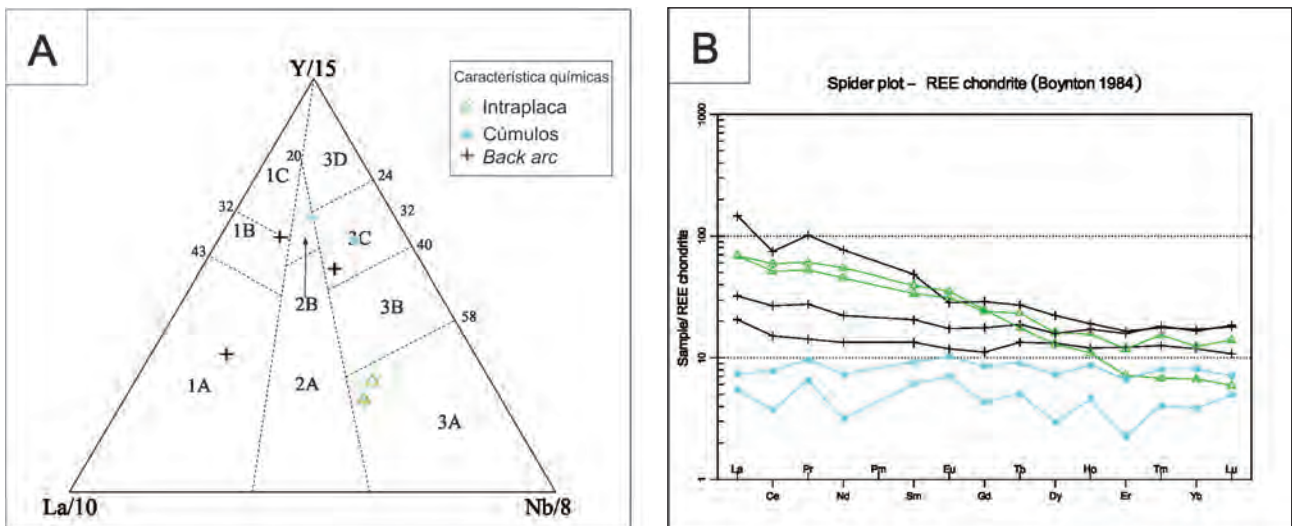 A
Y/15
Característica químicas
Intraplaca
Cúmulos
Back arc
20
3D
1C
24
32
32
1B
3C
40
43
2B
3B
58
1A
2A
3A
La/10
Nb/8
B
Spider plot – REE chondrite (Boynton 1984)
Sample/ REE chondrite
1000
100
10
1
La
Pr
Pm
Eu
Tb
Ho
Tm
Lu
Ce
Nd
Sm
Gd
Dy
Er
Yb